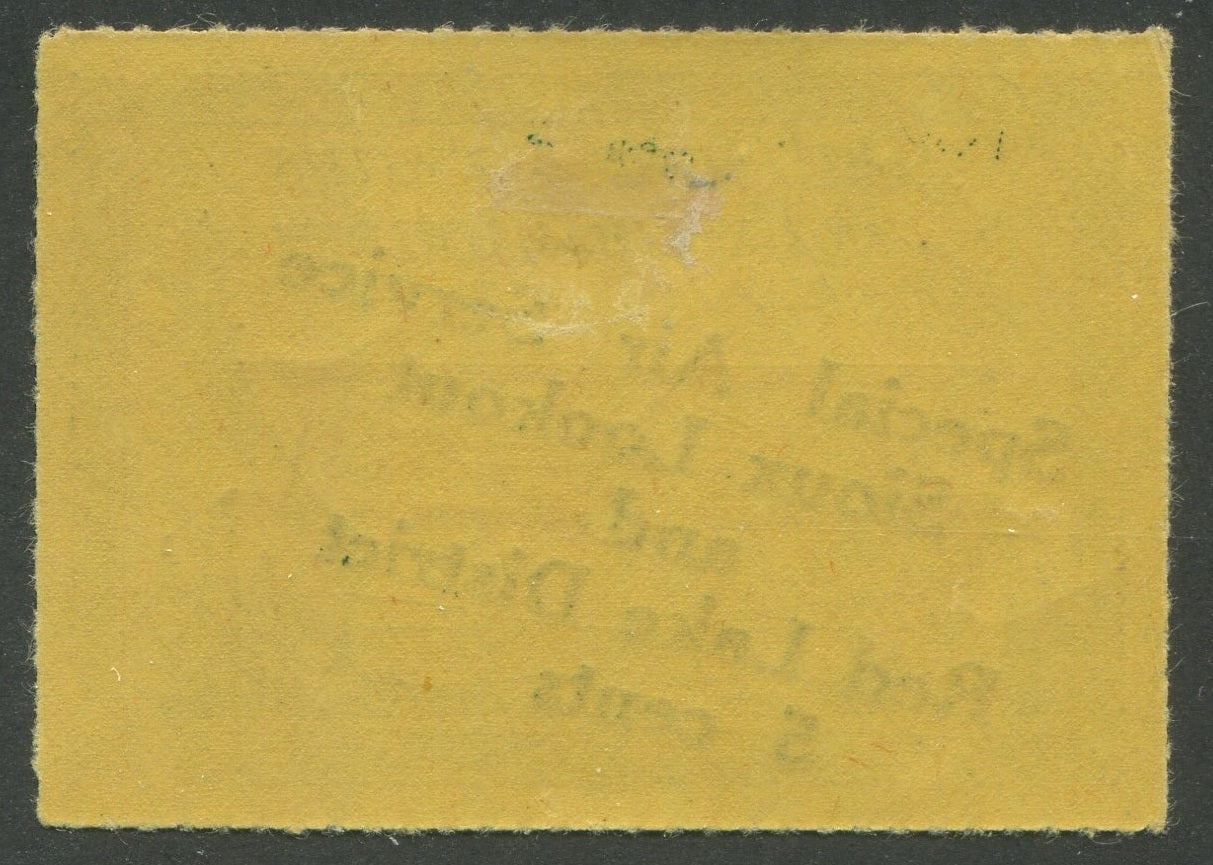 Special Air Service
Sioux Lookout
and
Red Lake District
5 cents